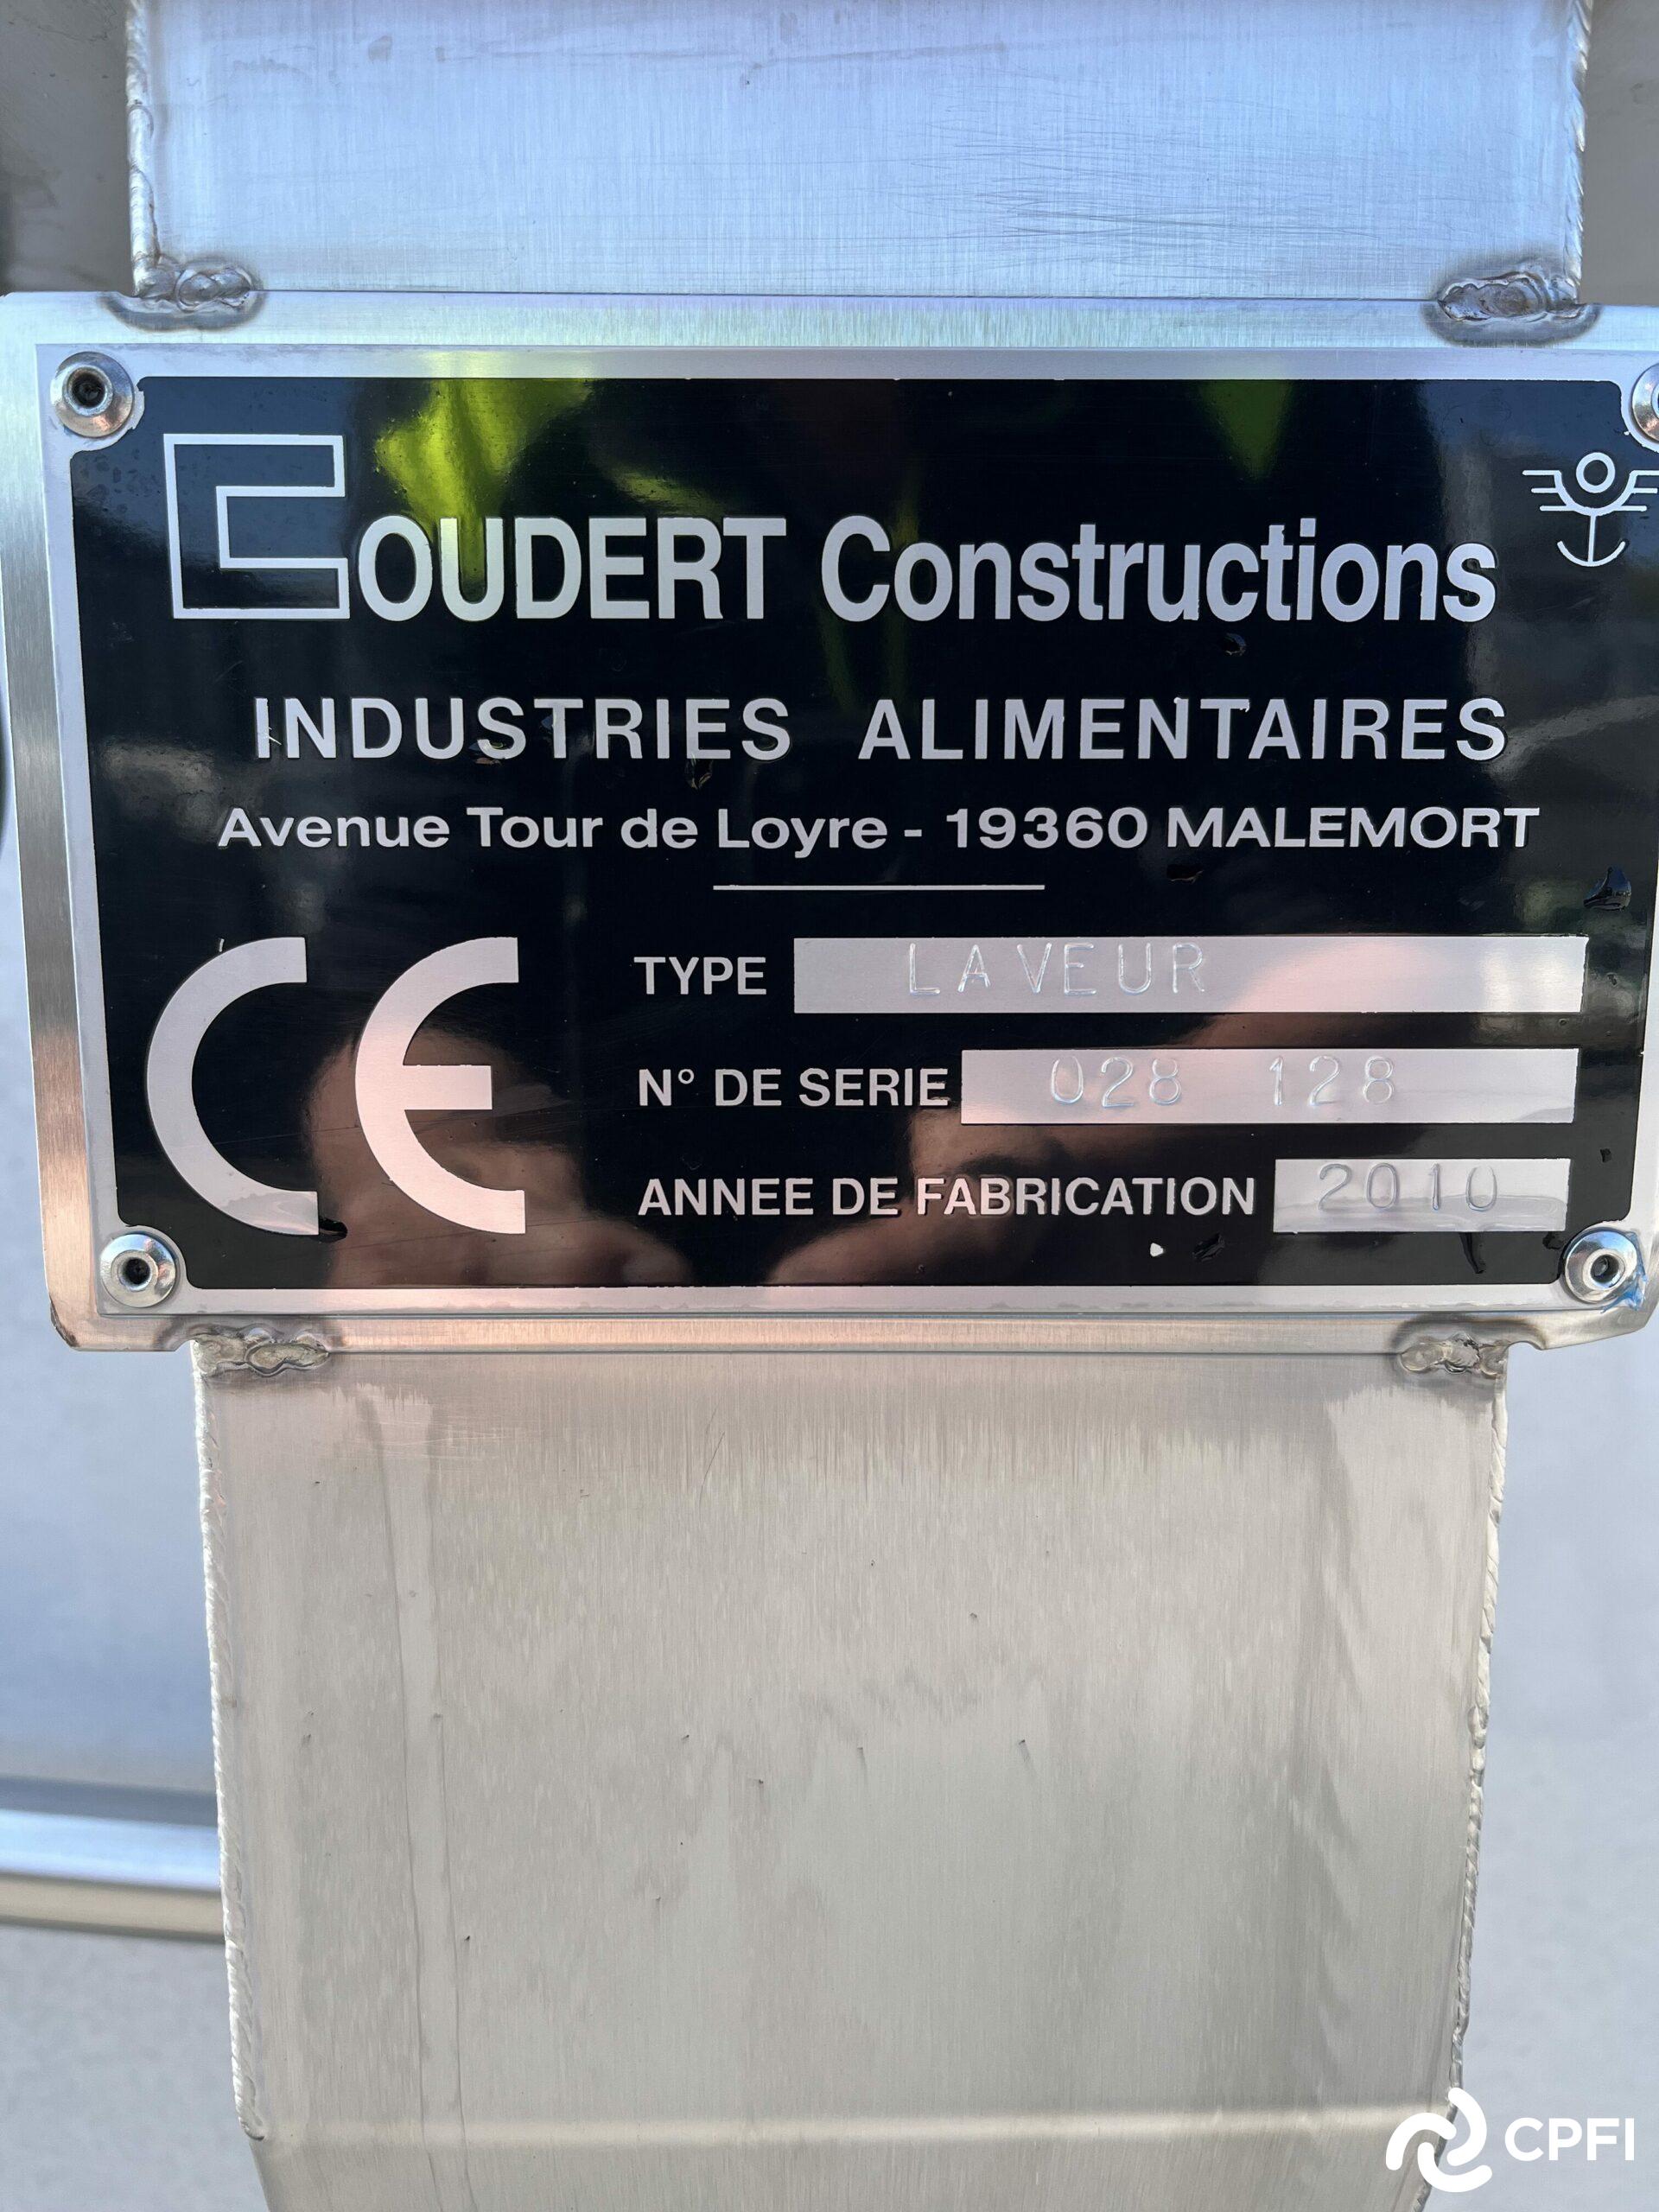 COUDERT Constructions
INDUSTRIES ALIMENTAIRES
Avenue Tour de Loyre - 19360 MALEMORT
CE
TYPE LAVEUR
N° DE SERIE 028 128
ANNEE DE FABRICATION 2010
CPFI